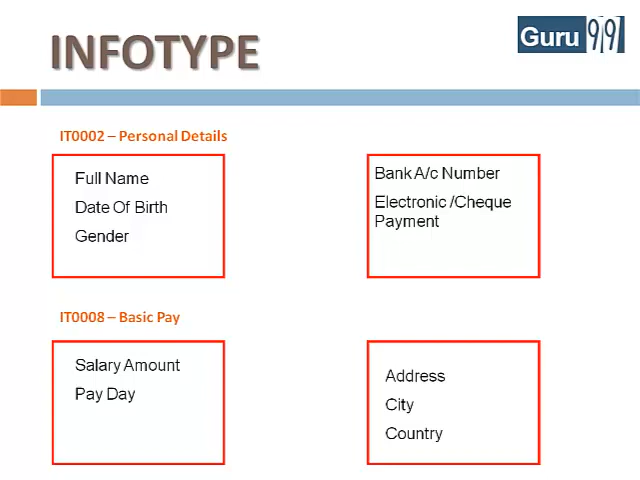 INFOTYPE
Guru99
IT0002 – Personal Details
Full Name
Date Of Birth
Gender
Bank A/c Number
Electronic /Cheque
Payment
IT0008 – Basic Pay
Salary Amount
Pay Day
Address
City
Country